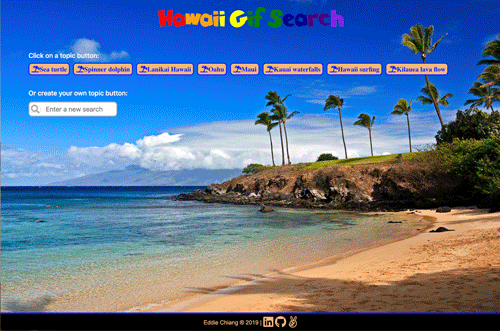 Hawaii Gif Search
Click on a topic button:
Sea turtle Spinner dolphin Lanikai Hawaii Oahu Maui Kauai waterfalls Hawaii surfing Kilauea lava flow
Or create your own topic button:
Enter a new search
Eddie Chiang ® 2019 |